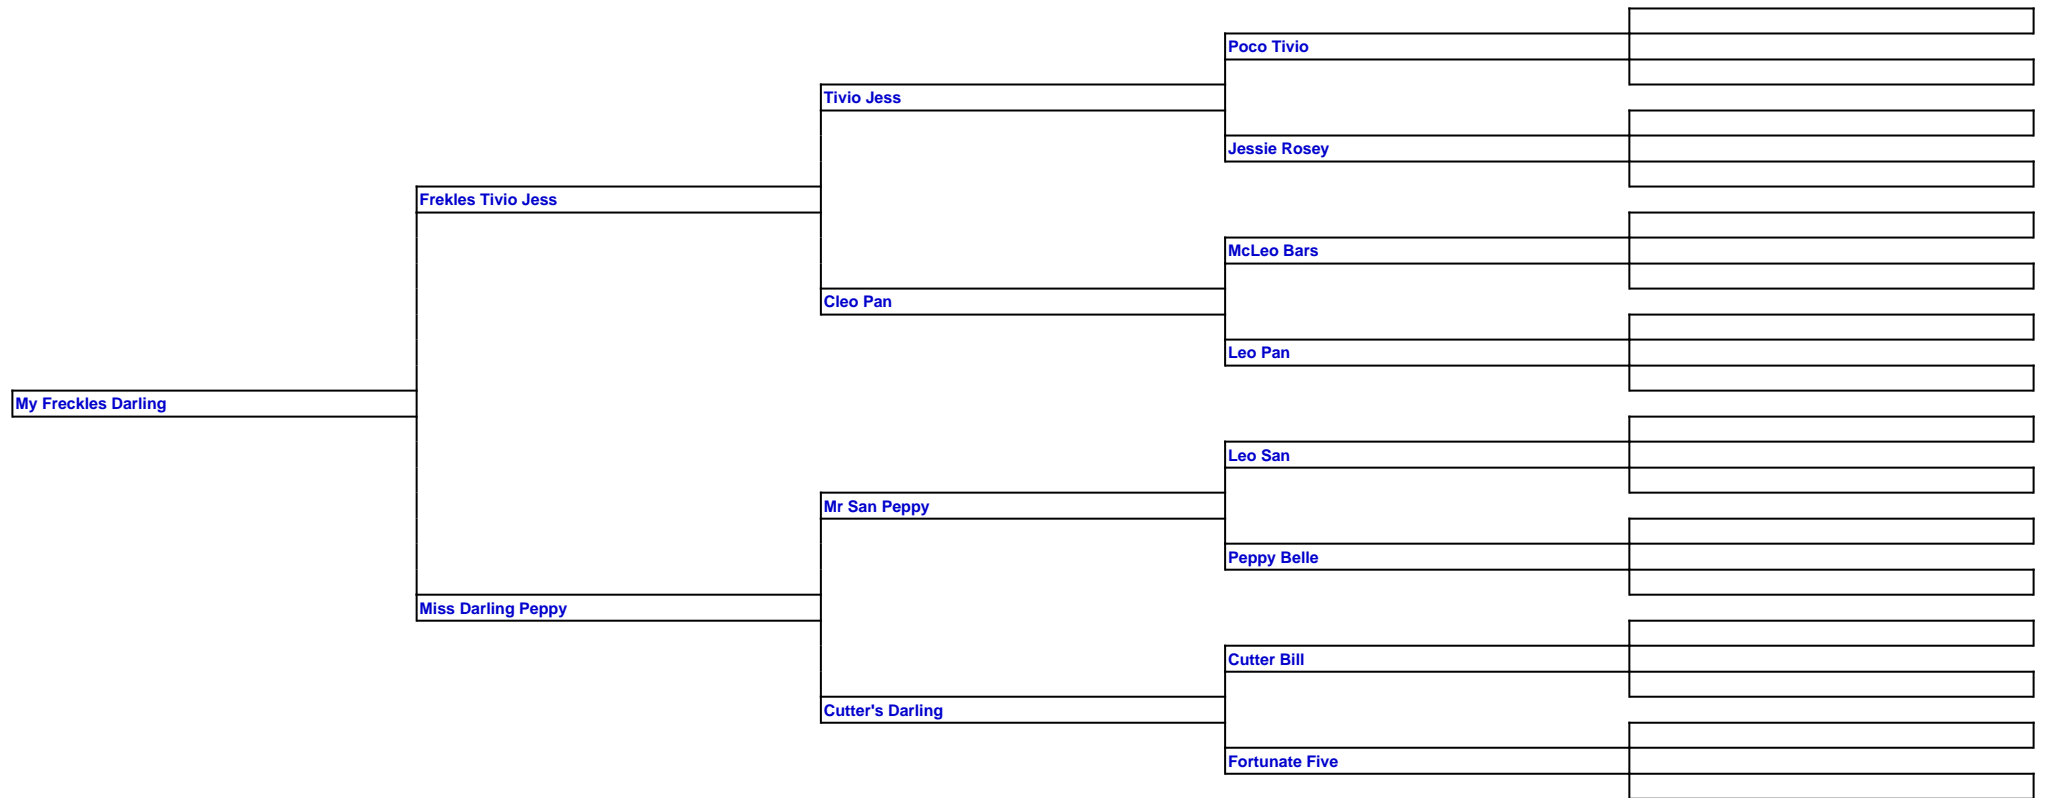 Poco Tivio
Tivio Jess
Jessie Rosey
Frekles Tivio Jess
McLeo Bars
Cleo Pan
Leo Pan
My Freckles Darling
Leo San
Mr San Peppy
Peppy Belle
Miss Darling Peppy
Cutter Bill
Cutter's Darling
Fortunate Five